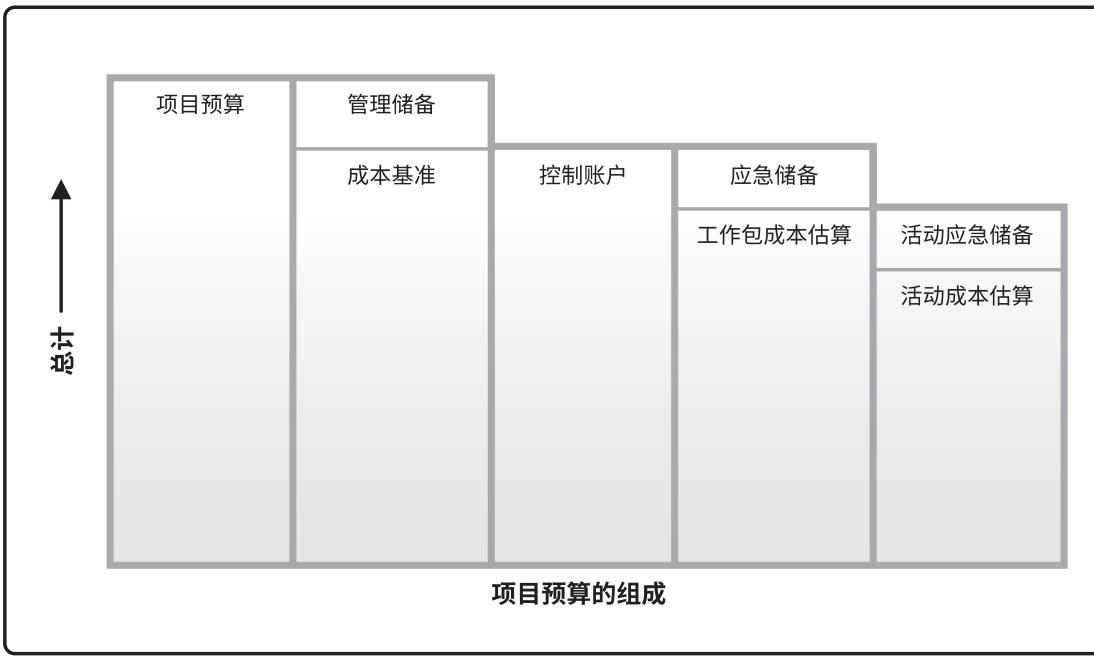 项目预算
管理储备
成本基准
控制账户
应急储备
工作包成本估算
活动应急储备
活动成本估算
总计
项目预算的组成